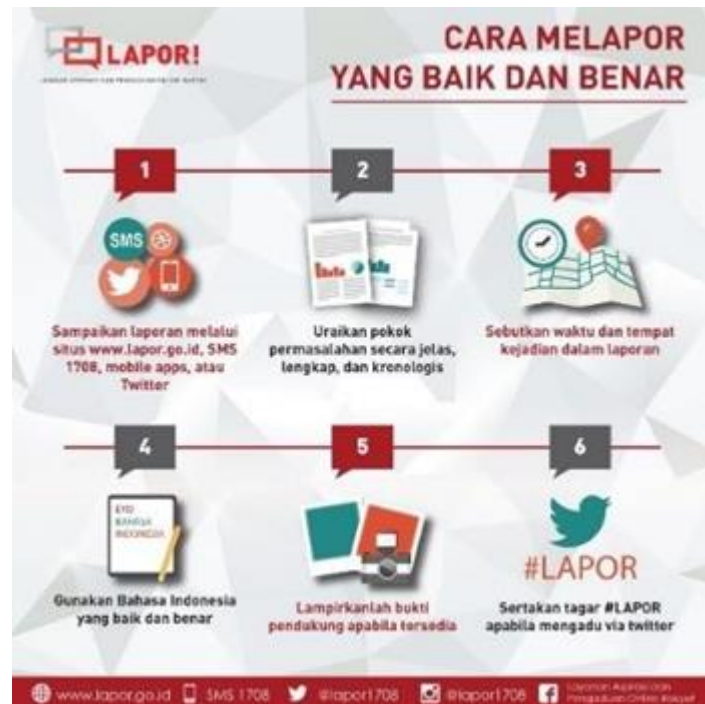 LAPOR!
CARA MELAPOR
YANG BAIK DAN BENAR
1
SMS
Sampaikan laporan melalui
situs www.lapor.go.id, SMS
1708, mobile apps, atau
Twitter
2
Uraikan pokok
permasalahan secara jelas,
lengkap, dan kronologis
3
Sebutkan waktu dan tempat
kejadian dalam laporan
4
EYD
BAHASA
INDONESIA
Gunakan Bahasa Indonesia
yang baik dan benar
5
Lampirkanlah bukti
pendukung apabila tersedia
6
#LAPOR
Sertakan tagar #LAPOR
apabila mengadu via twitter
www.lapor.go.id SMS 1708 @lapor1708 @lapor1708 Layanan Aspirasi dan
Pengaduan Online Rakyat